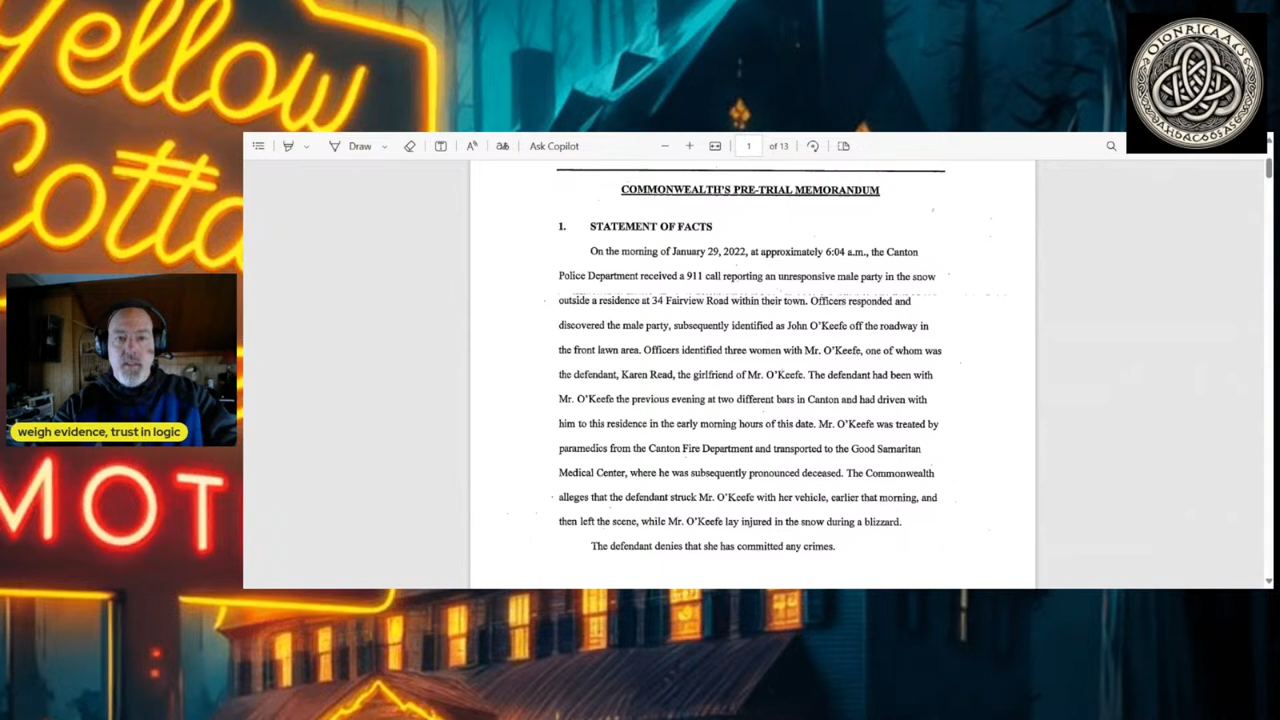 Yellow
Cotta
MOT
weigh evidence, trust in logic
Draw
Ask Copilot
1
of 13
COMMONWEALTH'S PRE-TRIAL MEMORANDUM
1. STATEMENT OF FACTS
On the morning of January 29, 2022, at approximately 6:04 a.m., the Canton
Police Department received a 911 call reporting an unresponsive male party in the snow
outside a residence at 34 Fairview Road within their town. Officers responded and
discovered the male party, subsequently identified as John O'Keefe off the roadway in
the front lawn area. Officers identified three women with Mr. O'Keefe, one of whom was
the defendant, Karen Read, the girlfriend of Mr. O'Keefe. The defendant had been with
Mr. O'Keefe the previous evening at two different bars in Canton and had driven with
him to this residence in the early morning hours of this date. Mr. O'Keefe was treated by
paramedics from the Canton Fire Department and transported to the Good Samaritan
Medical Center, where he was subsequently pronounced deceased. The Commonwealth
alleges that the defendant struck Mr. O'Keefe with her vehicle, earlier that morning, and
then left the scene, while Mr. O'Keefe lay injured in the snow during a blizzard.
The defendant denies that she has committed any crimes.